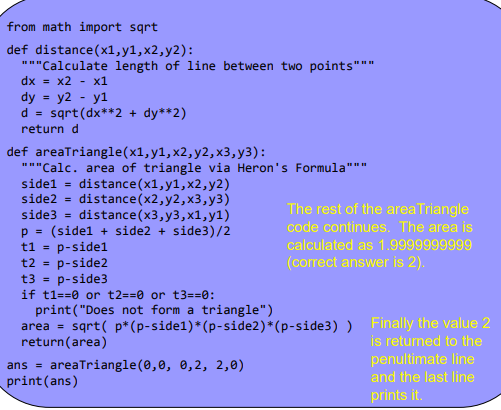 from math import sqrt
def distance(x1,y1,x2,y2):
  """Calculate length of line between two points"""
  dx = x2 - x1
  dy = y2 - y1
  d = sqrt(dx**2 + dy**2)
  return d
def areaTriangle(x1,y1,x2,y2,x3,y3):
  """Calc. area of triangle via Heron's Formula"""
  side1 = distance(x1,y1,x2,y2)
  side2 = distance(x2,y2,x3,y3)
  side3 = distance(x3,y3,x1,y1)
  p = (side1 + side2 + side3)/2
  t1 = p-side1
  t2 = p-side2
  t3 = p-side3
  if t1==0 or t2==0 or t3==0:
    print("Does not form a triangle")
  area = sqrt( p*(p-side1)*(p-side2)*(p-side3) )
  return(area)
ans = areaTriangle(0,0, 0,2, 2,0)
print(ans)
The rest of the areaTriangle
code continues.  The area is
calculated as 1.9999999999
(correct answer is 2).
Finally the value 2
is returned to the
penultimate line
and the last line
prints it.